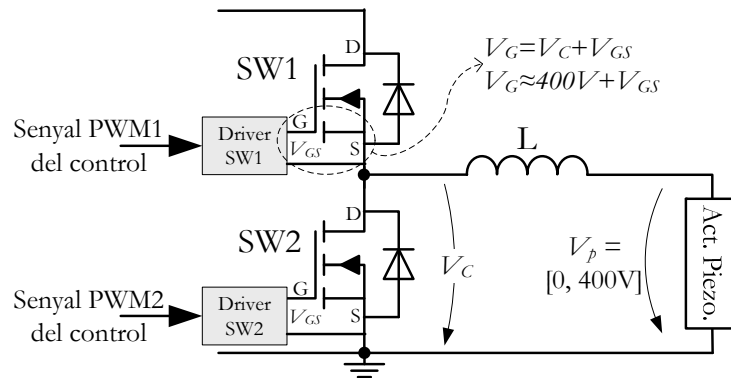 D
SW1
V_G=V_C+V_GS
V_G≈400V+V_GS
Senyal PWM1
del control
Driver
SW1
G
V_GS
S
L
D
SW2
V_C
V_p =
[0, 400V]
Act. Piezo.
Senyal PWM2
del control
Driver
SW2
G
V_GS
S